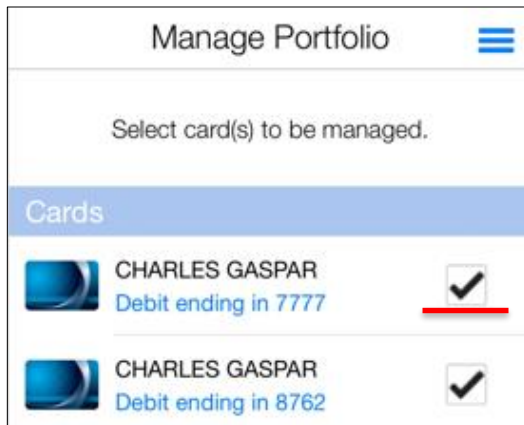 Manage Portfolio
Select card(s) to be managed.
Cards
CHARLES GASPAR
Debit ending in 7777
CHARLES GASPAR
Debit ending in 8762